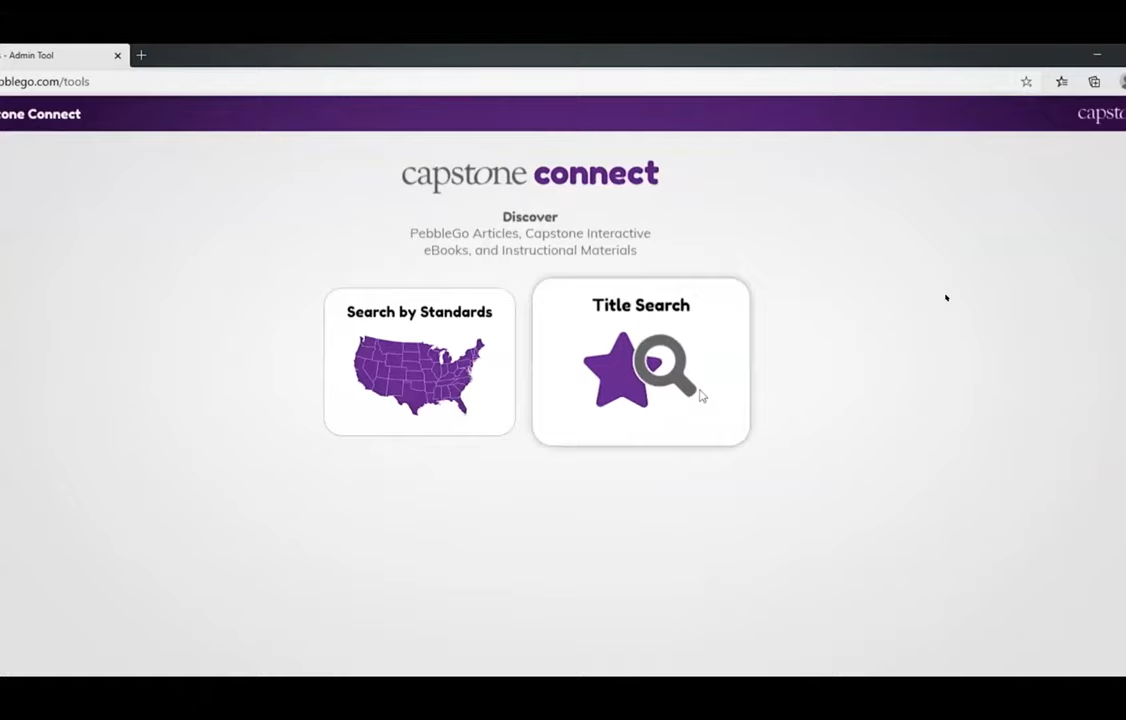 - Admin Tool
bblego.com/tools
one Connect
capsto
capstone connect
Discover
PebbleGo Articles, Capstone Interactive
eBooks, and Instructional Materials
Search by Standards
Title Search